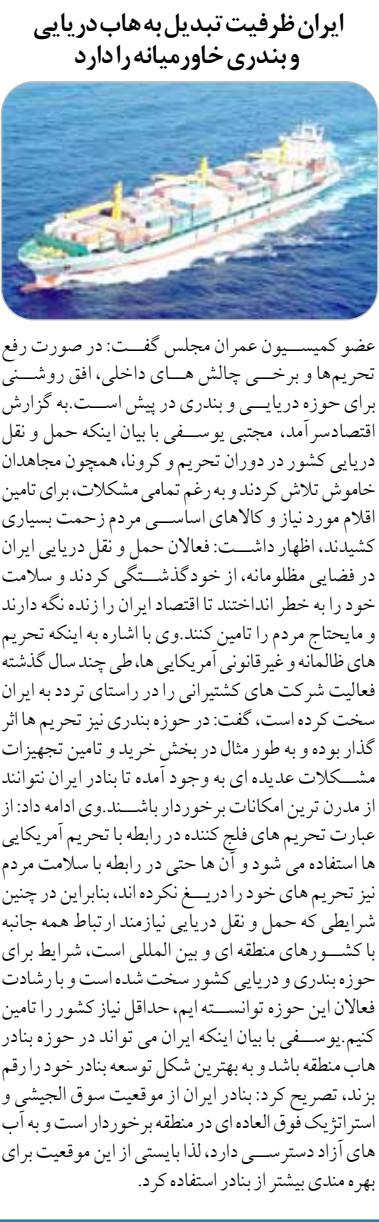 ایران ظرفیت تبدیل به هاب دریایی
و بندری خاورمیانه را دارد
عضو کمیسیون عمران مجلس گفت: در صورت رفع
تحریم‌ها و برخی چالش های داخلی، افق روشنی
برای حوزه دریایی و بندری در پیش است.به گزارش
اقتصادسرآمد، مجتبی یوسفی با بیان اینکه حمل و نقل
دریایی کشور در دوران تحریم و کرونا، همچون مجاهدان
خاموش تلاش کردند و به رغم تمامی مشکلات، برای تامین
اقلام مورد نیاز و کالاهای اساسی مردم زحمت بسیاری
کشیدند، اظهار داشت: فعالان حمل و نقل دریایی ایران
در فضایی مظلومانه، از خودگذشتگی کردند و سلامت
خود را به خطر انداختند تا اقتصاد ایران را زنده نگه دارند
و مایحتاج مردم را تامین کنند.وی با اشاره به اینکه تحریم
های ظالمانه و غیرقانونی آمریکایی ها، طی چند سال گذشته
فعالیت شرکت های کشتیرانی را در راستای تردد به ایران
سخت کرده است، گفت: در حوزه بندری نیز تحریم ها اثر
گذار بوده و به طور مثال در بخش خرید و تامین تجهیزات
مشکلات عدیده ای به وجود آمده تا بنادر ایران نتوانند
از مدرن ترین امکانات برخوردار باشند.وی ادامه داد: از
عبارت تحریم های فلج کننده در رابطه با تحریم آمریکایی
ها استفاده می شود و آن ها حتی در رابطه با سلامت مردم
نیز تحریم های خود را دریغ نکرده اند، بنابراین در چنین
شرایطی که حمل و نقل دریایی نیازمند ارتباط همه جانبه
با کشورهای منطقه ای و بین المللی است، شرایط برای
حوزه بندری و دریایی کشور سخت شده است و با رشادت
فعالان این حوزه توانسته ایم، حداقل نیاز کشور را تامین
کنیم.یوسفی با بیان اینکه ایران می تواند در حوزه بنادر
هاب منطقه باشد و به بهترین شکل توسعه بنادر خود را رقم
بزند، تصریح کرد: بنادر ایران از موقعیت سوق الجیشی و
استراتژیک فوق العاده ای در منطقه برخوردار است و به آب
های آزاد دسترسی دارد، لذا بایستی از این موقعیت برای
بهره مندی بیشتر از بنادر استفاده کرد.